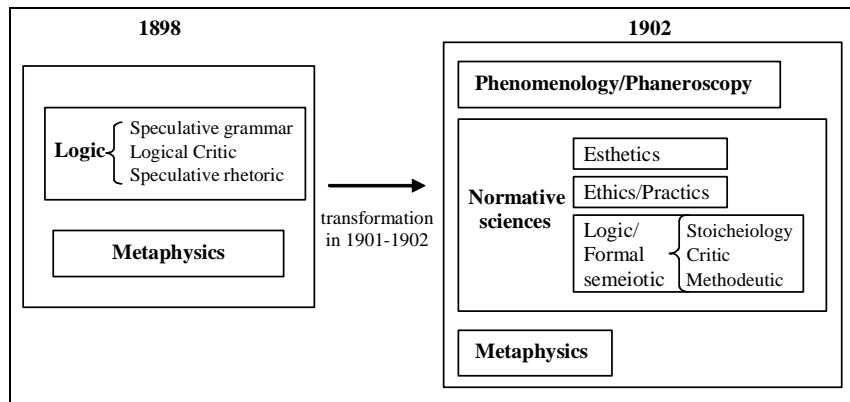 1898
Logic
Speculative grammar
Logical Critic
Speculative rhetoric
Metaphysics
transformation
in 1901-1902
1902
Phenomenology/Phaneroscopy
Normative
sciences
Esthetics
Ethics/Practics
Logic/
Formal
semeiotic
Stoicheiology
Critic
Methodeutic
Metaphysics